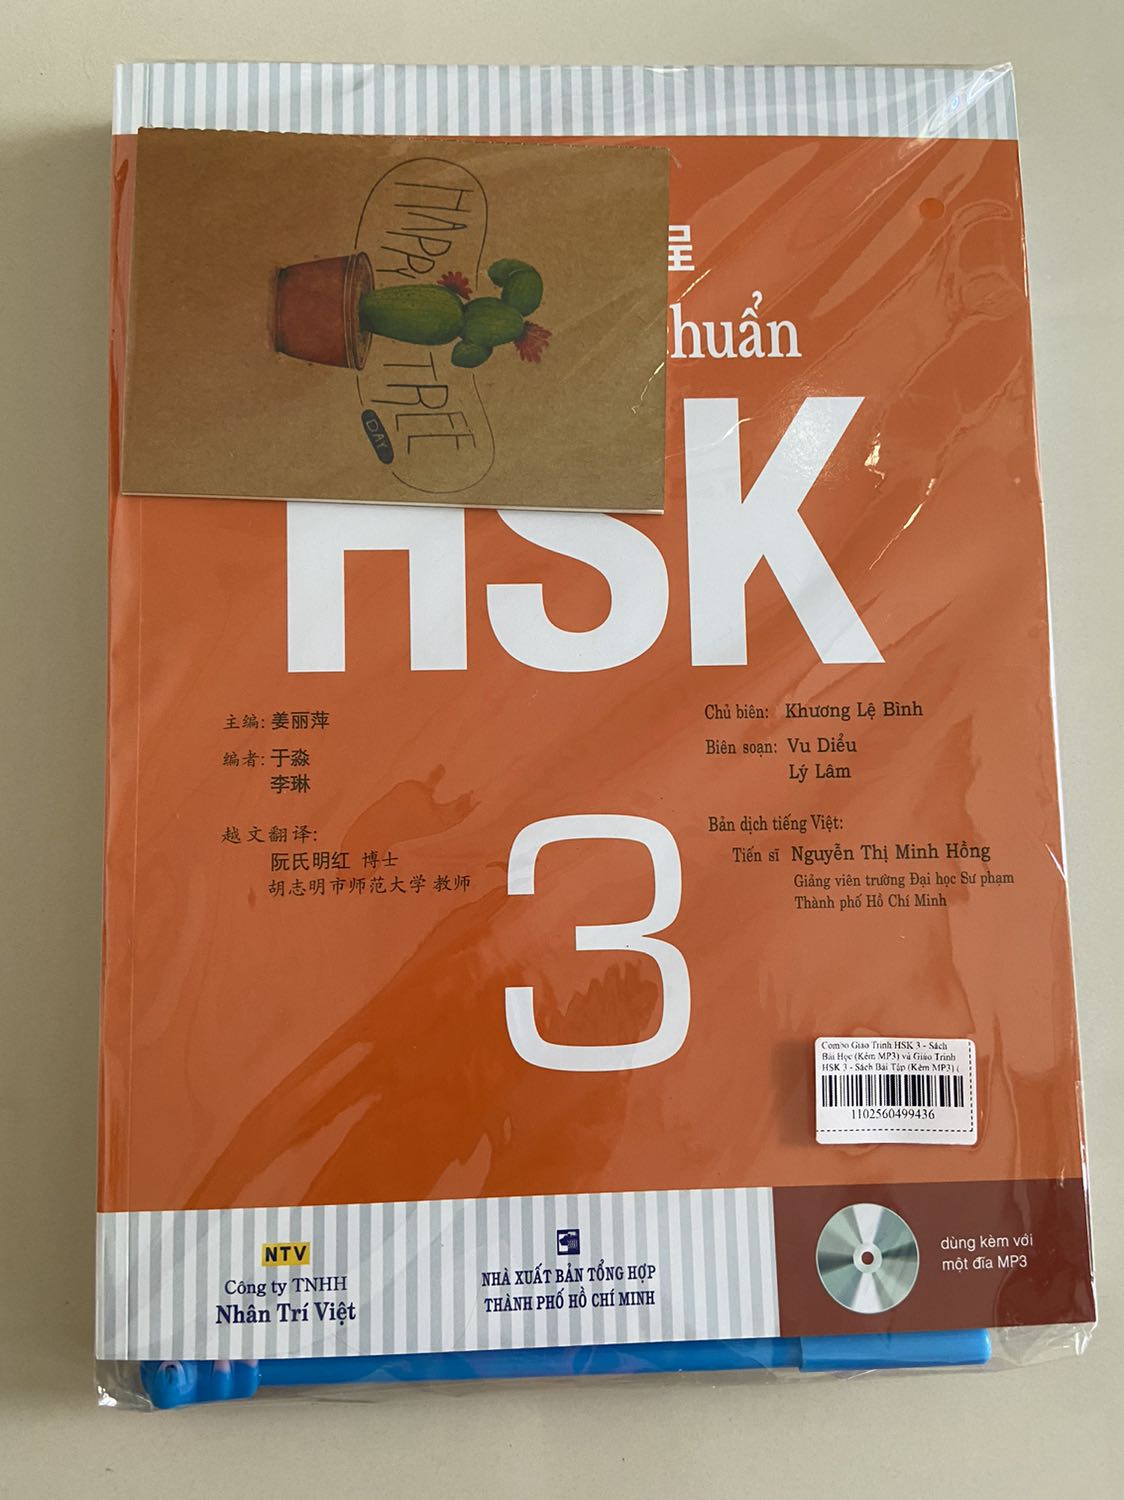 HAPPY
TREE
DAY
程
huẩn
HSK
主编: 姜丽萍
编者: 于淼
李琳
越文翻译:
阮氏明红 博士
胡志明市师范大学 教师
Chủ biên: Khương Lệ Bình
Biên soạn: Vu Diểu
Lý Lâm
Bản dịch tiếng Việt:
Tiến sĩ Nguyễn Thị Minh Hồng
Giảng viên trường Đại học Sư phạm
Thành phố Hồ Chí Minh
3
Combo Giáo Trình HSK 3 - Sách
Bài Học (Kèm MP3) và Giáo Trình
HSK 3 - Sách Bài Tập (Kèm MP3) (
1102560499436
NTV
Công ty TNHH
Nhân Trí Việt
NHÀ XUẤT BẢN TỔNG HỢP
THÀNH PHỐ HỒ CHÍ MINH
dùng kèm với
một đĩa MP3